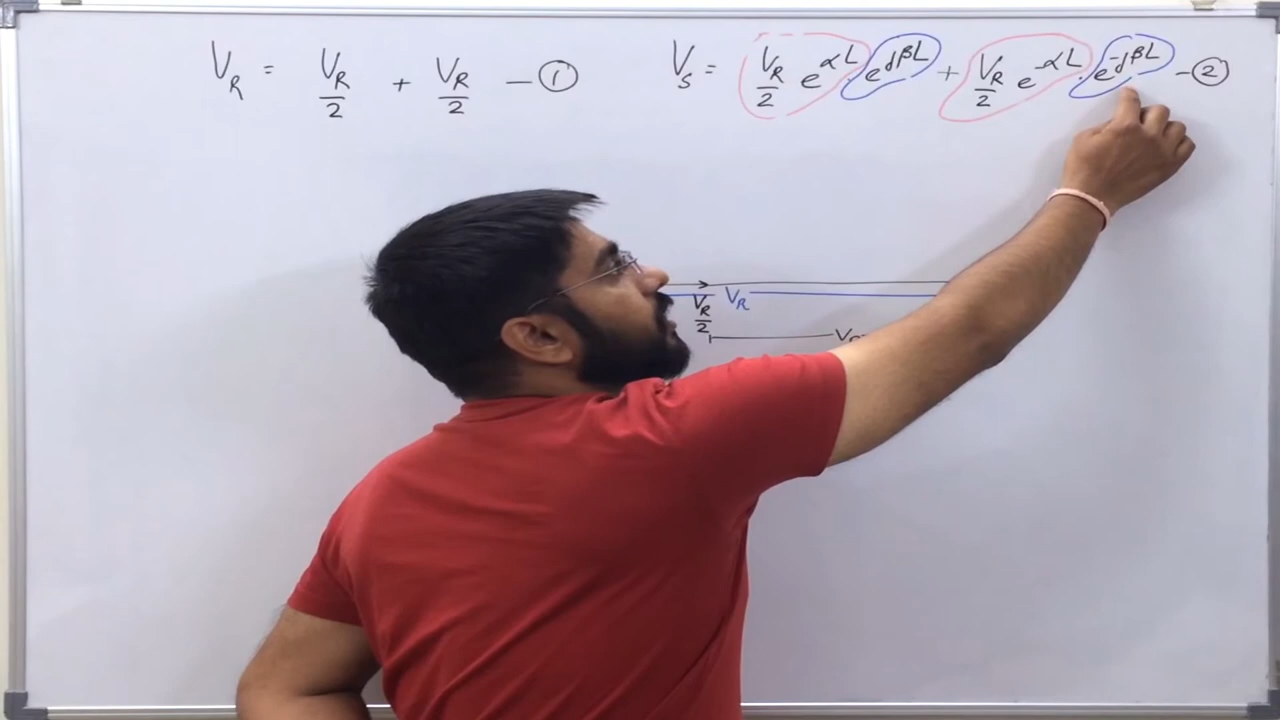 V_R = V_R/2 + V_R/2 – ①
V_S = V_R/2 e^{αL} · e^{jβL} + V_R/2 e^{-αL} · e^{-jβL} – ②
V_R/2 V_R